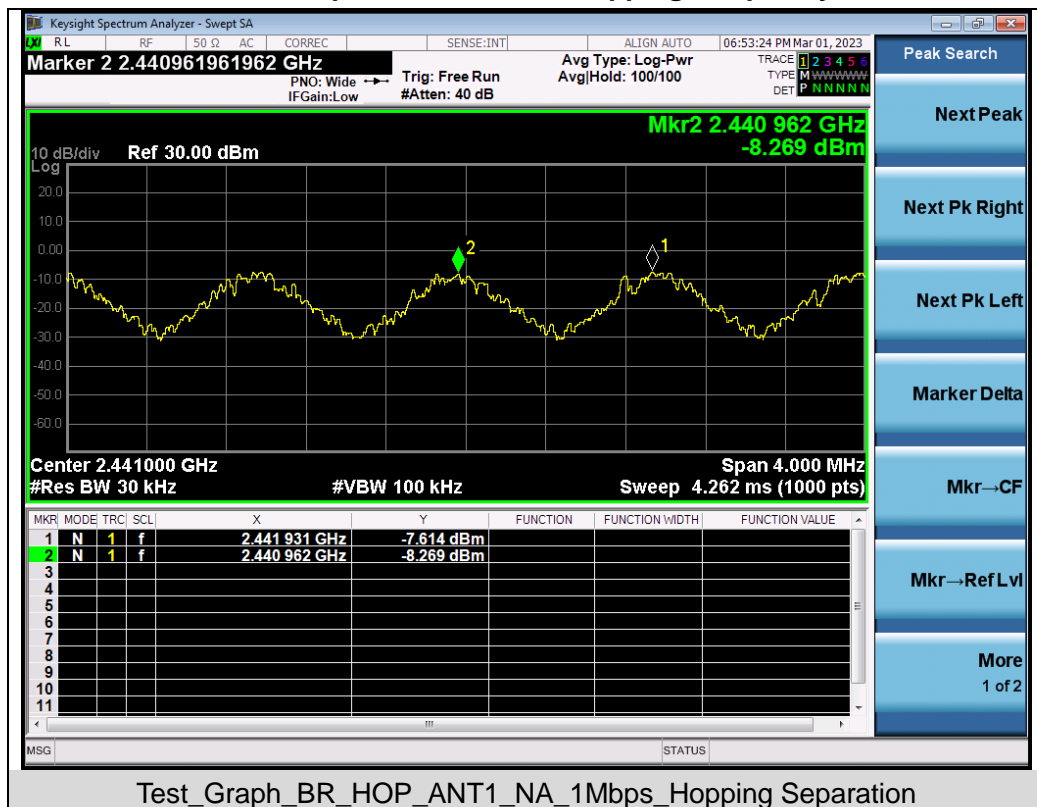 Keysight Spectrum Analyzer - Swept SA
LXI RL RF 50 Ω AC CORREC SENSE:INT ALIGN AUTO 06:53:24 PM Mar 01, 2023
Marker 2 2.440961961962 GHz
PNO: Wide
IFGain:Low
Trig: Free Run
#Atten: 40 dB
Avg Type: Log-Pwr
Avg|Hold: 100/100
TRACE 1 2 3 4 5 6
TYPE M WWWWW
DET P N N N N N
Mkr2 2.440 962 GHz
-8.269 dBm
10 dB/div Ref 30.00 dBm
Log
20.0
10.0
0.00
-10.0
-20.0
-30.0
-40.0
-50.0
-60.0
2
1
Center 2.441000 GHz Span 4.000 MHz
#Res BW 30 kHz #VBW 100 kHz Sweep 4.262 ms (1000 pts)
MKR MODE TRC SCL X Y FUNCTION FUNCTION WIDTH FUNCTION VALUE
1 N 1 f 2.441 931 GHz -7.614 dBm
2 N 1 f 2.440 962 GHz -8.269 dBm
3
4
5
6
7
8
9
10
11
MSG STATUS
Peak Search
Next Peak
Next Pk Right
Next Pk Left
Marker Delta
Mkr→CF
Mkr→Ref Lvl
More
1 of 2
Test_Graph_BR_HOP_ANT1_NA_1Mbps_Hopping Separation